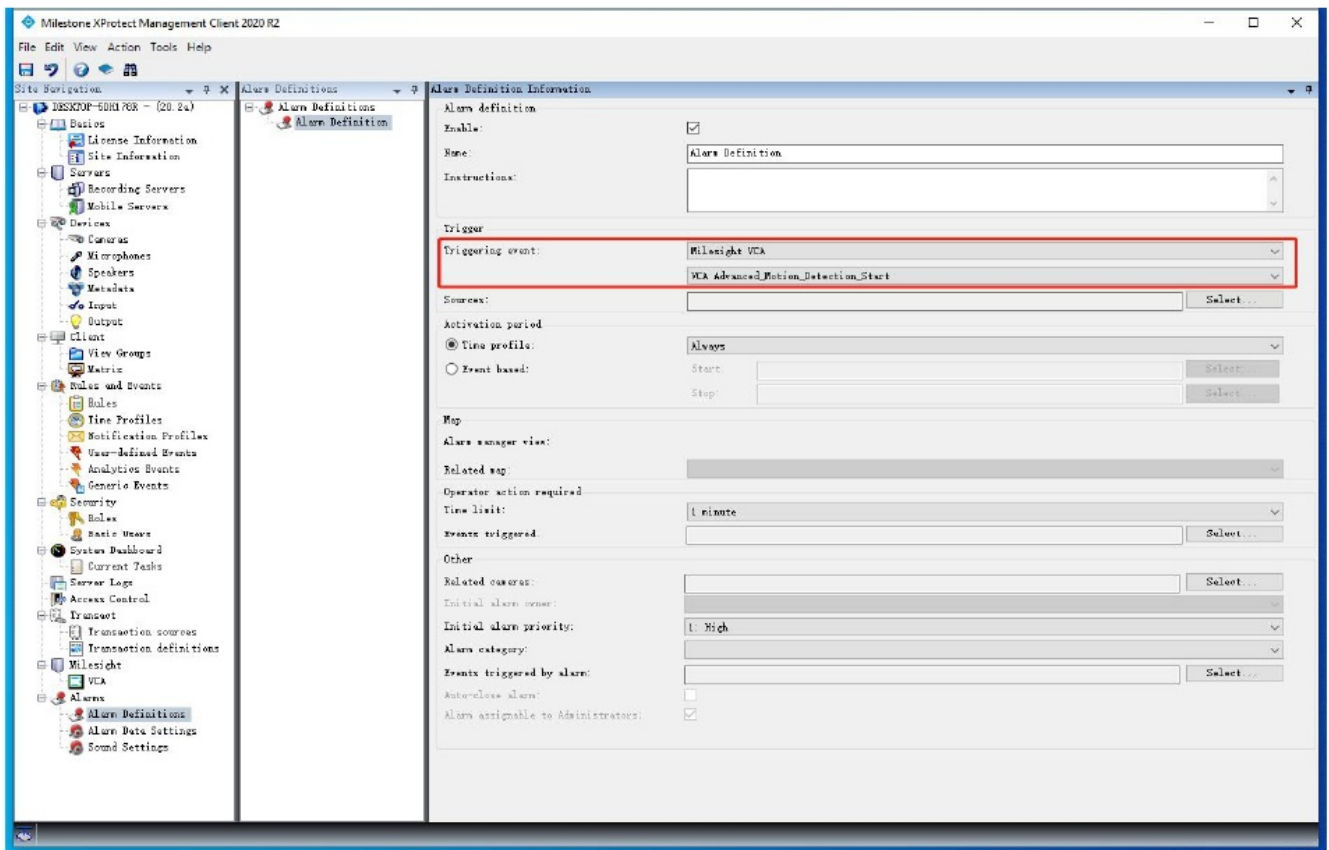 Milestone XProtect Management Client 2020 R2
File Edit View Action Tools Help
Site Navigation
DESKTOP-5DH178R - (20.2a)
Basics
License Information
Site Information
Servers
Recording Servers
Mobile Servers
Devices
Cameras
Microphones
Speakers
Metadata
Input
Output
Client
View Groups
Matrix
Rules and Events
Rules
Time Profiles
Notification Profiles
User-defined Events
Analytics Events
Generic Events
Security
Roles
Basic Users
System Dashboard
Current Tasks
Server Logs
Access Control
Transact
Transaction sources
Transaction definitions
Milesight
VCA
Alarms
Alarm Definitions
Alarm Data Settings
Sound Settings
Alarm Definitions
Alarm Definitions
Alarm Definition
Alarm Definition Information
Alarm definition
Enable:
Name: Alarm Definition
Instructions:
Trigger
Triggering event: Milesight VCA
VCA Advanced_Motion_Detection_Start
Sources: Select...
Activation period
Time profile: Always
Event based: Start: Select...
Stop: Select...
Map
Alarm manager view:
Related map:
Operator action required
Time limit: 1 minute
Events triggered: Select...
Other
Related cameras: Select...
Initial alarm owner:
Initial alarm priority: 1: High
Alarm category:
Events triggered by alarm: Select...
Auto-close alarm:
Alarm assignable to Administrators: